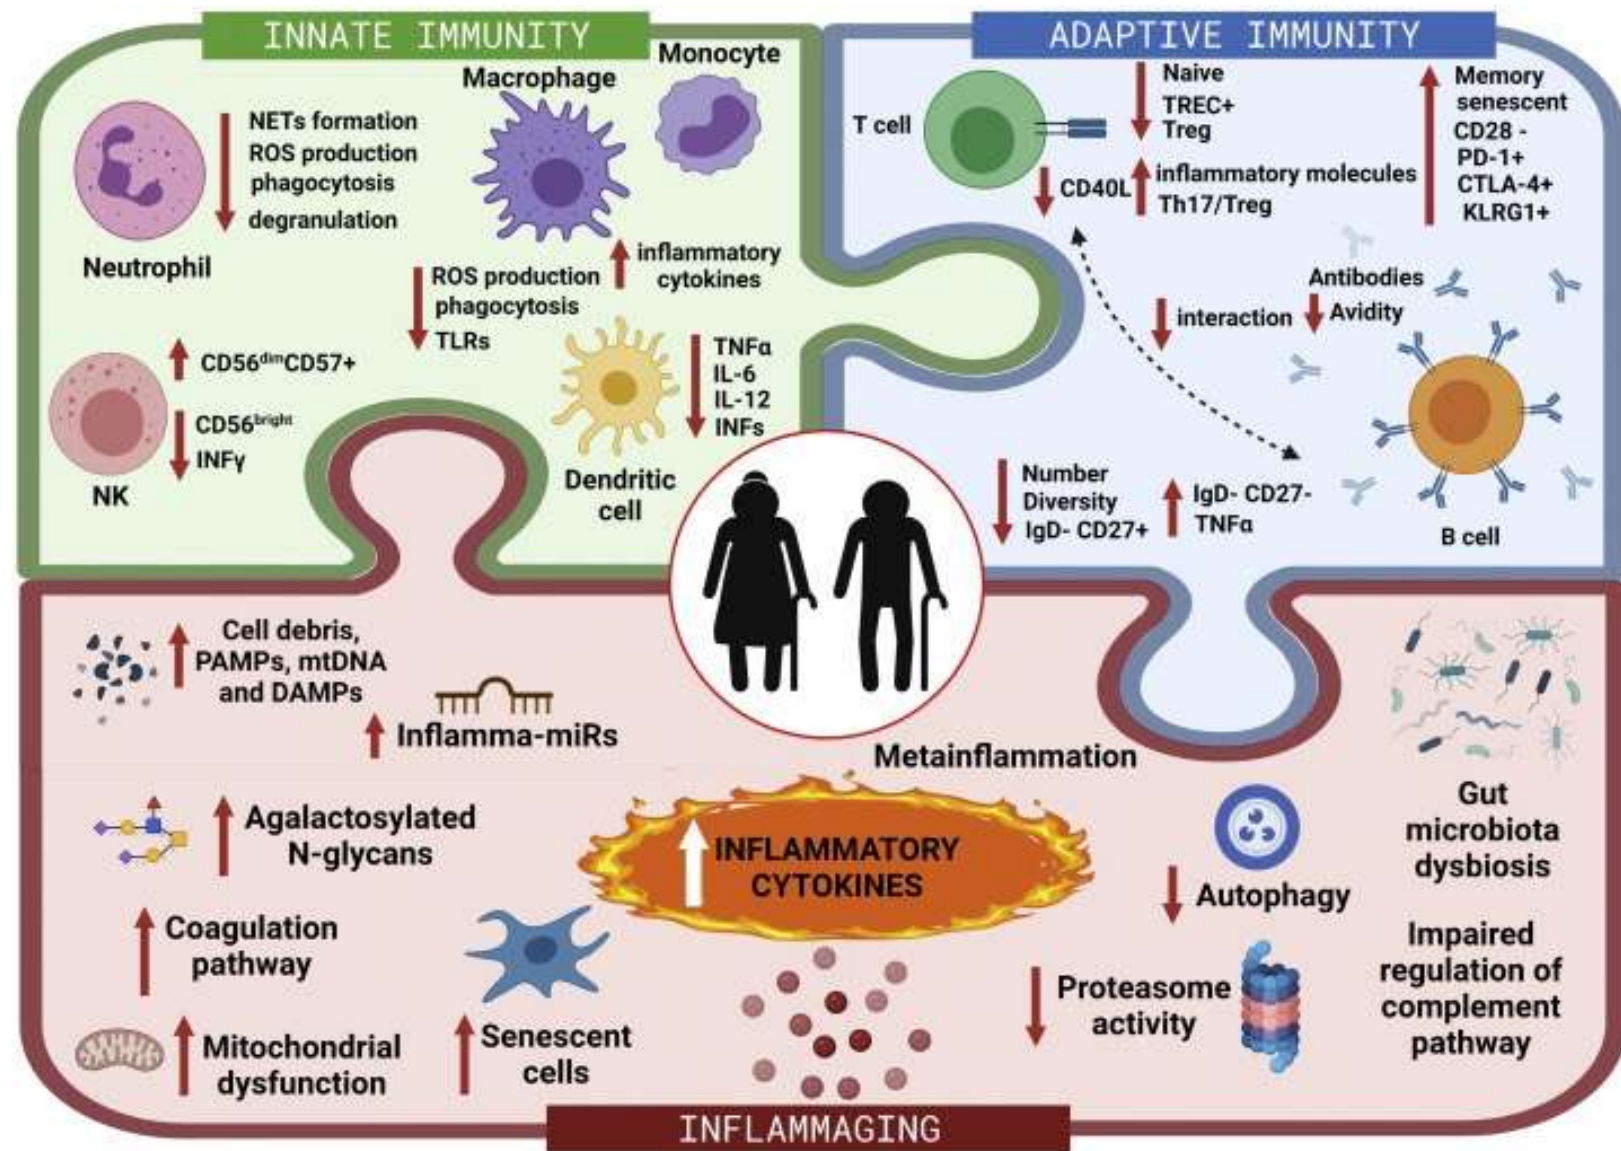 INNATE IMMUNITY
Monocyte
Macrophage
NETs formation
ROS production
phagocytosis
degranulation
Neutrophil
inflammatory
cytokines
ROS production
phagocytosis
TLRs
CD56dimCD57+
CD56bright
INFγ
NK
TNFα
IL-6
IL-12
INFs
Dendritic
cell
ADAPTIVE IMMUNITY
T cell
Naive
TREC+
Treg
CD40L
inflammatory molecules
Th17/Treg
Memory
senescent
CD28 -
PD-1+
CTLA-4+
KLRG1+
interaction
Antibodies
Avidity
Number
Diversity
IgD- CD27+
IgD- CD27-
TNFα
B cell
Cell debris,
PAMPs, mtDNA
and DAMPs
Inflamma-miRs
Metainflammation
Agalactosylated
N-glycans
INFLAMMATORY
CYTOKINES
Coagulation
pathway
Mitochondrial
dysfunction
Senescent
cells
Autophagy
Proteasome
activity
Gut
microbiota
dysbiosis
Impaired
regulation of
complement
pathway
INFLAMMAGING